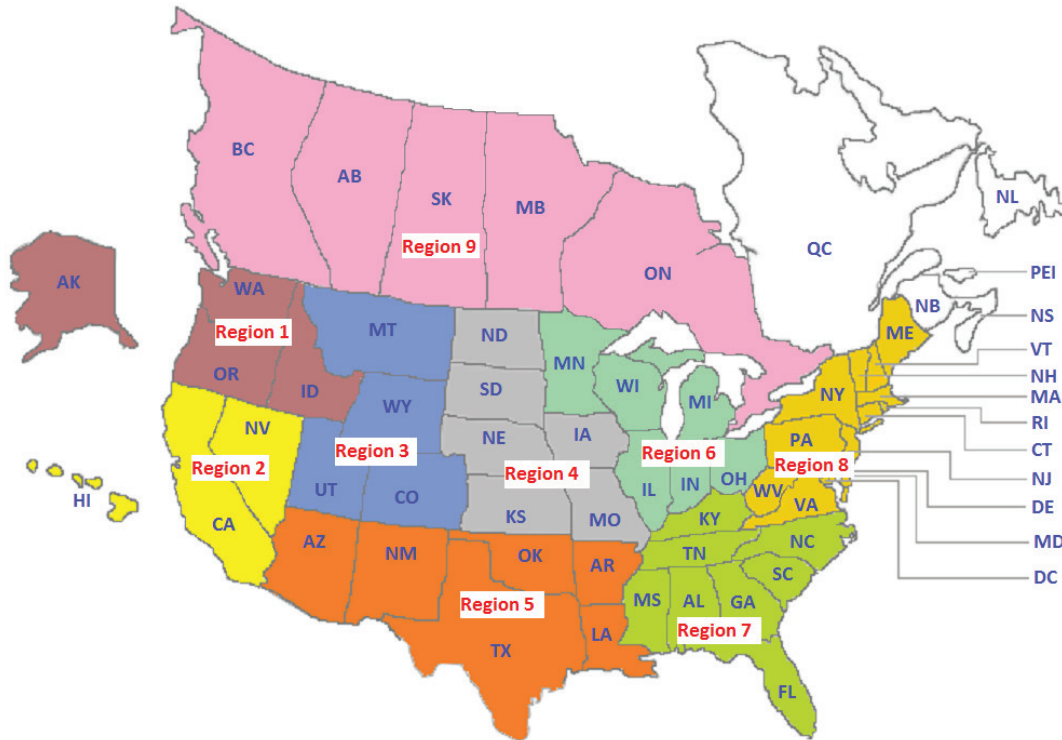 BC
AB
SK
MB
ON
QC
NL
Region 9
AK
WA
Region 1
OR
ID
MT
ND
MN
WI
MI
NB
PEI
NS
ME
VT
NH
MA
RI
CT
NJ
DE
MD
DC
NY
PA
Region 8
WV
VA
SD
WY
NV
Region 2
HI
CA
Region 3
UT
CO
NE
IA
Region 4
KS
MO
Region 6
IL
IN
OH
KY
TN
NC
SC
AZ
NM
OK
AR
Region 5
TX
LA
MS
AL
GA
Region 7
FL